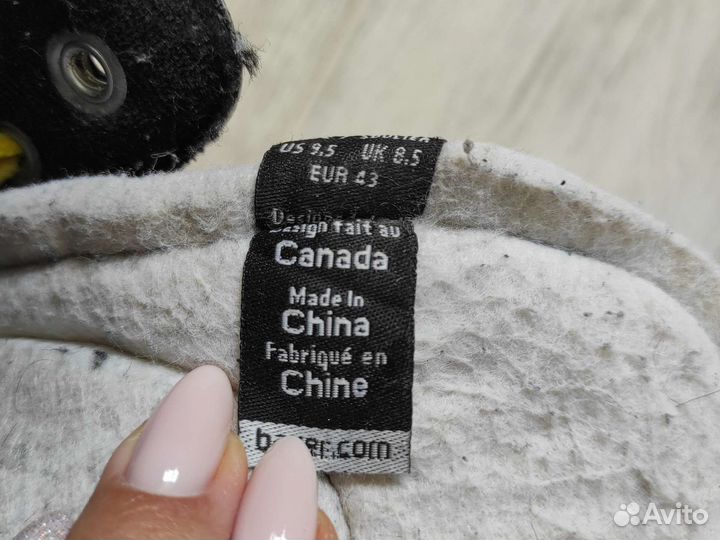 US 9.5 UK 8.5
EUR 43
Design fait au
Canada
Made In
China
Fabriqué en
Chine
Avito